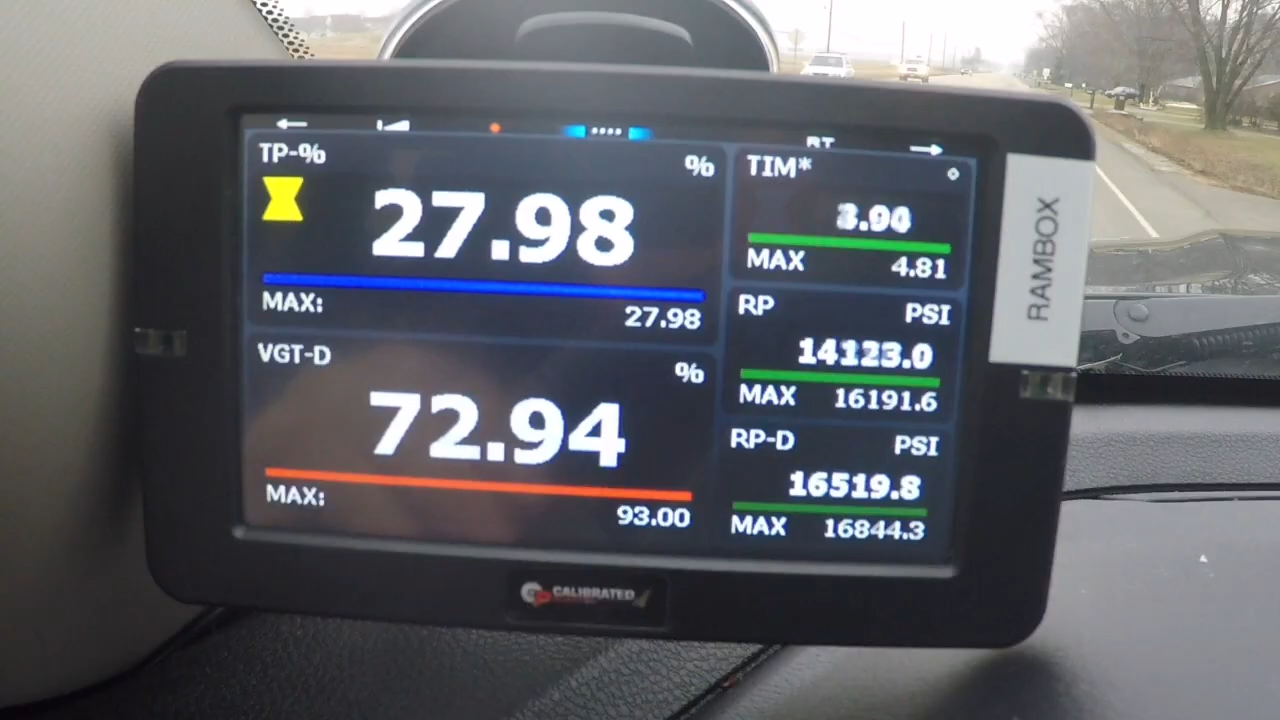 TP-%
%
27.98
MAX:
27.98
VGT-D
%
72.94
MAX:
93.00
TIM*
MAX
4.81
RP
PSI
14123.0
MAX
16191.6
RP-D
PSI
16519.8
MAX
16844.3
RAMBOX
CALIBRATED